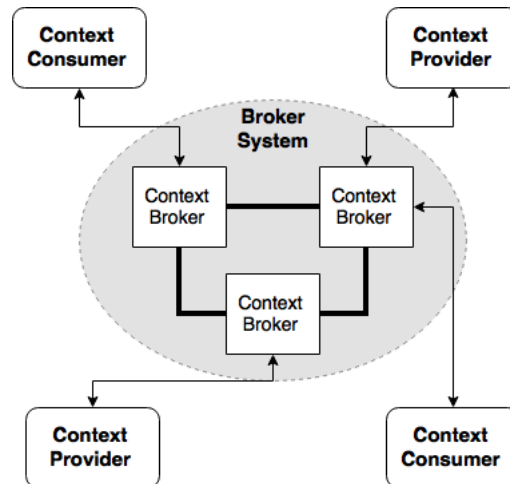 Context
Consumer
Context
Provider
Broker
System
Context
Broker
Context
Broker
Context
Broker
Context
Provider
Context
Consumer